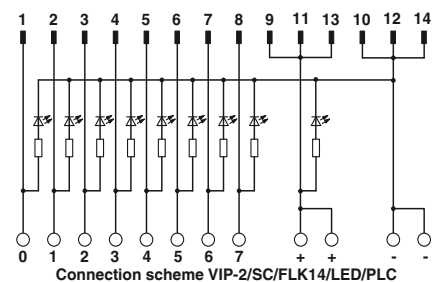 1 2 3 4 5 6 7 8 9 11 13 10 12 14
0 1 2 3 4 5 6 7 + + - -
Connection scheme VIP-2/SC/FLK14/LED/PLC